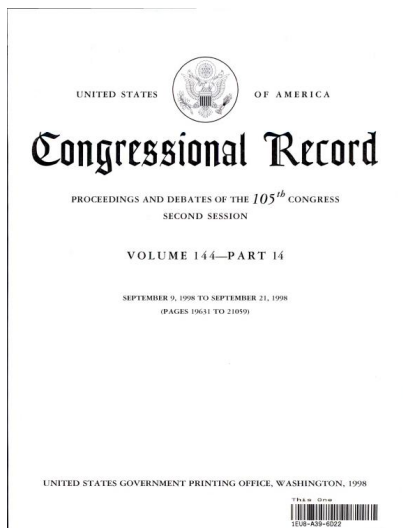 UNITED STATES OF AMERICA
Congressional Record
PROCEEDINGS AND DEBATES OF THE 105th CONGRESS
SECOND SESSION
VOLUME 144—PART 14
SEPTEMBER 9, 1998 TO SEPTEMBER 21, 1998
(PAGES 19631 TO 21059)
UNITED STATES GOVERNMENT PRINTING OFFICE, WASHINGTON, 1998
This One
1EU8-A39-6D22